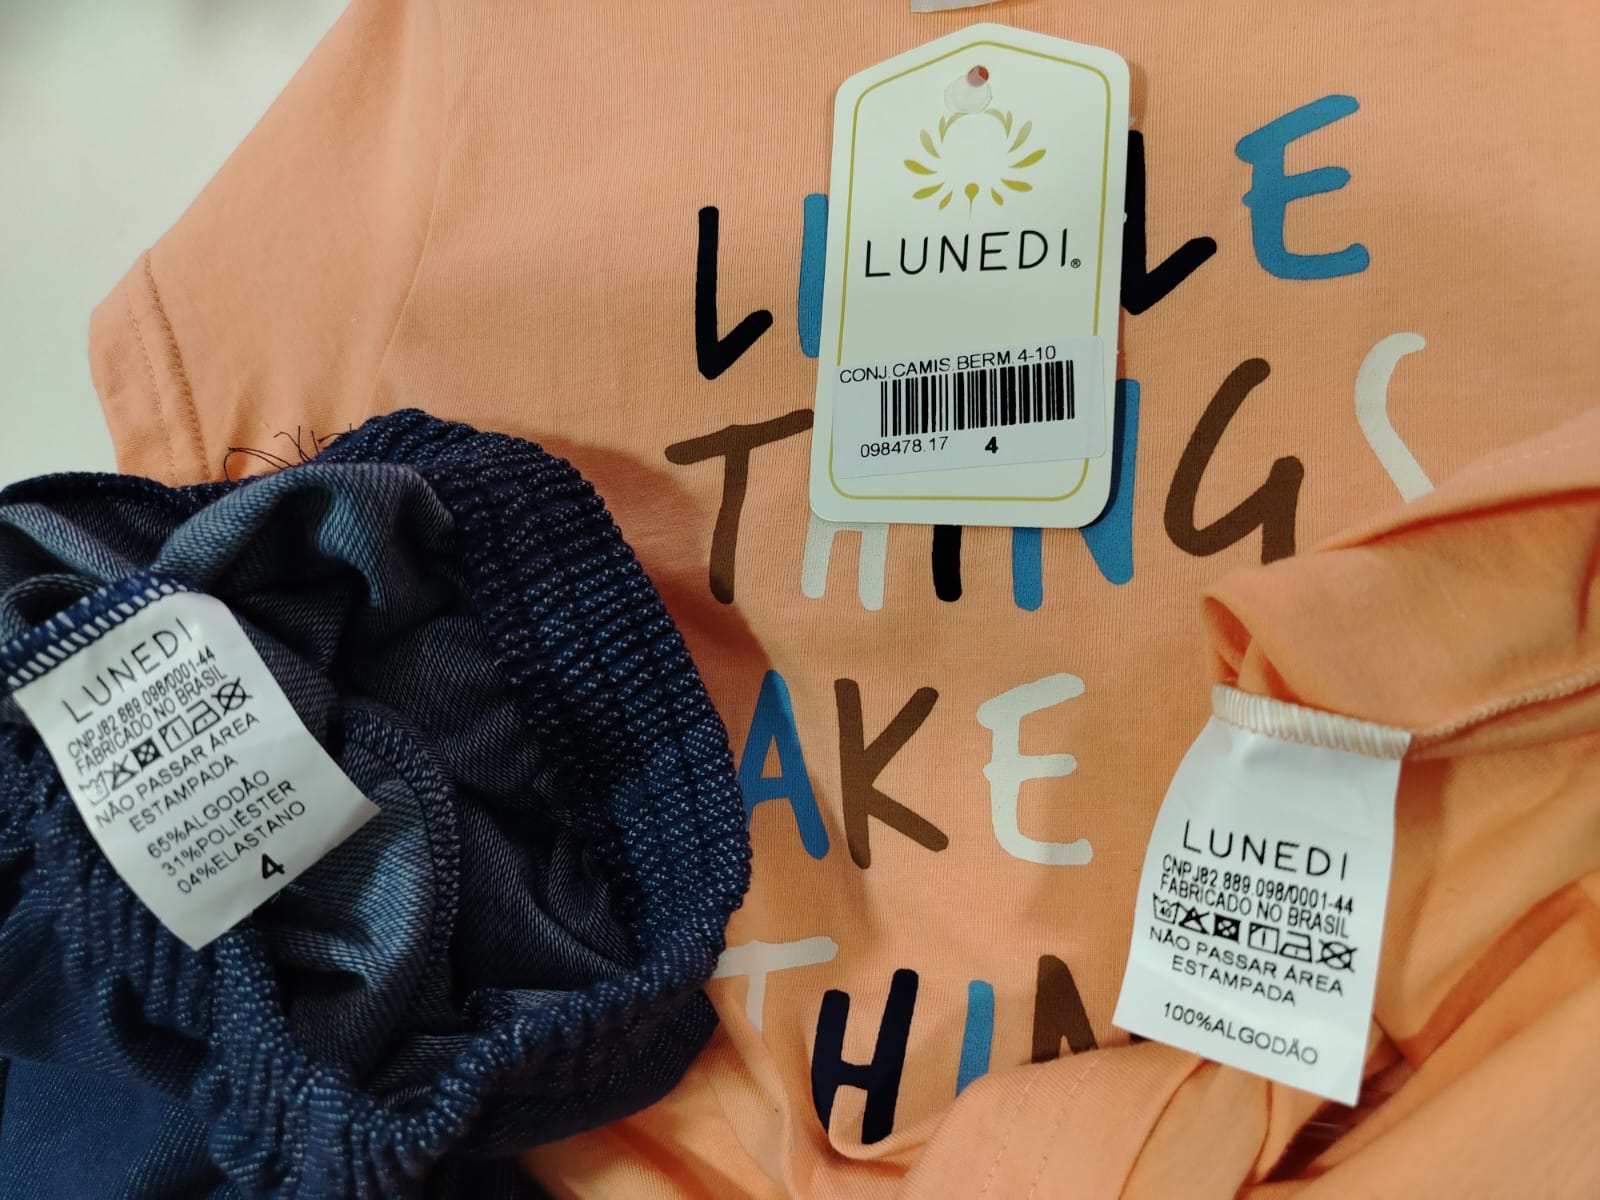 LUNEDI®
CONJ.CAMIS.BERM.4-10
098478.17 4
THINGS
AKE
THIN
LUNEDI
CNPJ82.889.098/0001-44
FABRICADO NO BRASIL
NÃO PASSAR ÁREA
ESTAMPADA
65%ALGODÃO
31%POLIÉSTER
04%ELASTANO
4
LUNEDI
CNPJ82.889.098/0001-44
FABRICADO NO BRASIL
40
NÃO PASSAR ÁREA
ESTAMPADA
100%ALGODÃO